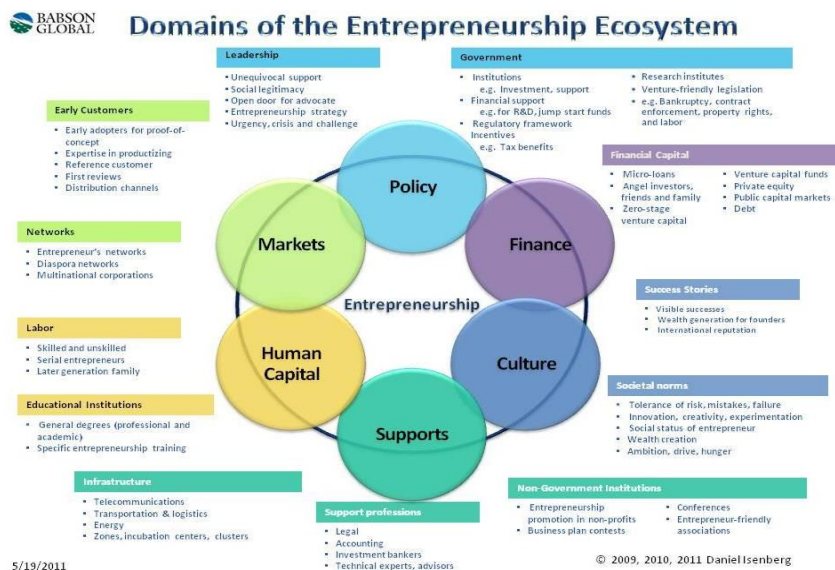 BABSON
GLOBAL
Domains of the Entrepreneurship Ecosystem
Leadership
• Unequivocal support
• Social legitimacy
• Open door for advocate
• Entrepreneurship strategy
• Urgency, crisis and challenge
Government
• Institutions
e.g. Investment, support
• Financial support
e.g. for R&D, jump start funds
• Regulatory framework
Incentives
e.g. Tax benefits
• Research institutes
• Venture-friendly legislation
• e.g. Bankruptcy, contract
enforcement, property rights,
and labor
Early Customers
• Early adopters for proof-of-
concept
• Expertise in productizing
• Reference customer
• First reviews
• Distribution channels
Financial Capital
• Micro-loans
• Angel investors,
friends and family
• Zero-stage
venture capital
• Venture capital funds
• Private equity
• Public capital markets
• Debt
Networks
• Entrepreneur's networks
• Diaspora networks
• Multinational corporations
Policy
Markets
Finance
Entrepreneurship
Human
Capital
Culture
Supports
Success Stories
• Visible successes
• Wealth generation for founders
• International reputation
Labor
• Skilled and unskilled
• Serial entrepreneurs
• Later generation family
Educational Institutions
• General degrees (professional and
academic)
• Specific entrepreneurship training
Societal norms
• Tolerance of risk, mistakes, failure
• Innovation, creativity, experimentation
• Social status of entrepreneur
• Wealth creation
• Ambition, drive, hunger
Infrastructure
• Telecommunications
• Transportation & logistics
• Energy
• Zones, incubation centers, clusters
Support professions
• Legal
• Accounting
• Investment bankers
• Technical experts, advisors
Non-Government Institutions
• Entrepreneurship
promotion in non-profits
• Business plan contests
• Conferences
• Entrepreneur-friendly
associations
5/19/2011
© 2009, 2010, 2011 Daniel Isenberg